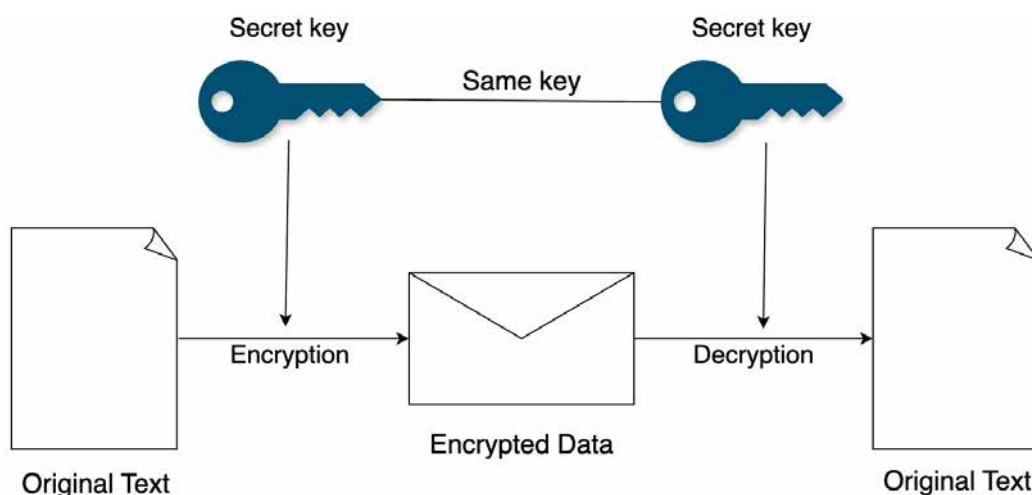 Secret key
Secret key
Same key
Encryption
Decryption
Encrypted Data
Original Text
Original Text